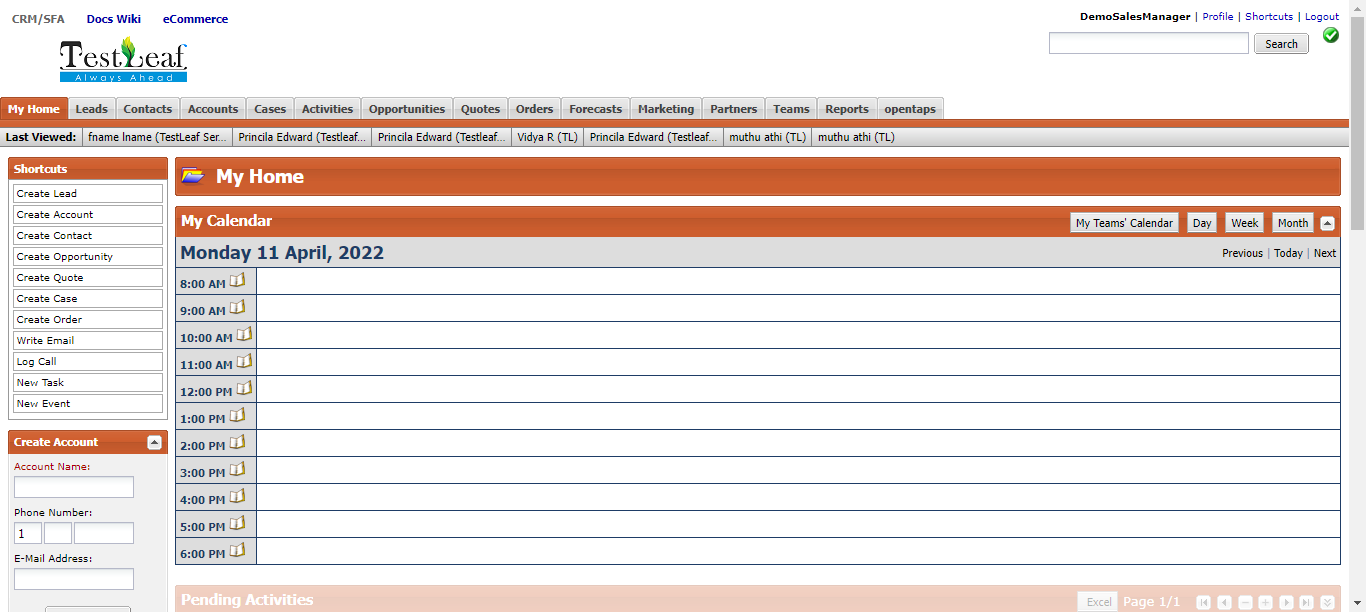 CRM/SFA Docs Wiki eCommerce
DemoSalesManager | Profile | Shortcuts | Logout
TestLeaf
Always Ahead
Search
My Home Leads Contacts Accounts Cases Activities Opportunities Quotes Orders Forecasts Marketing Partners Teams Reports opentaps
Last Viewed: fname lname (TestLeaf Ser... Princila Edward (Testleaf... Princila Edward (Testleaf... Vidya R (TL) Princila Edward (Testleaf... muthu athi (TL) muthu athi (TL)
Shortcuts
Create Lead
Create Account
Create Contact
Create Opportunity
Create Quote
Create Case
Create Order
Write Email
Log Call
New Task
New Event
Create Account
Account Name:
Phone Number:
1
E-Mail Address:
My Home
My Calendar My Teams' Calendar Day Week Month
Monday 11 April, 2022 Previous | Today | Next
8:00 AM
9:00 AM
10:00 AM
11:00 AM
12:00 PM
1:00 PM
2:00 PM
3:00 PM
4:00 PM
5:00 PM
6:00 PM
Pending Activities Excel Page 1/1